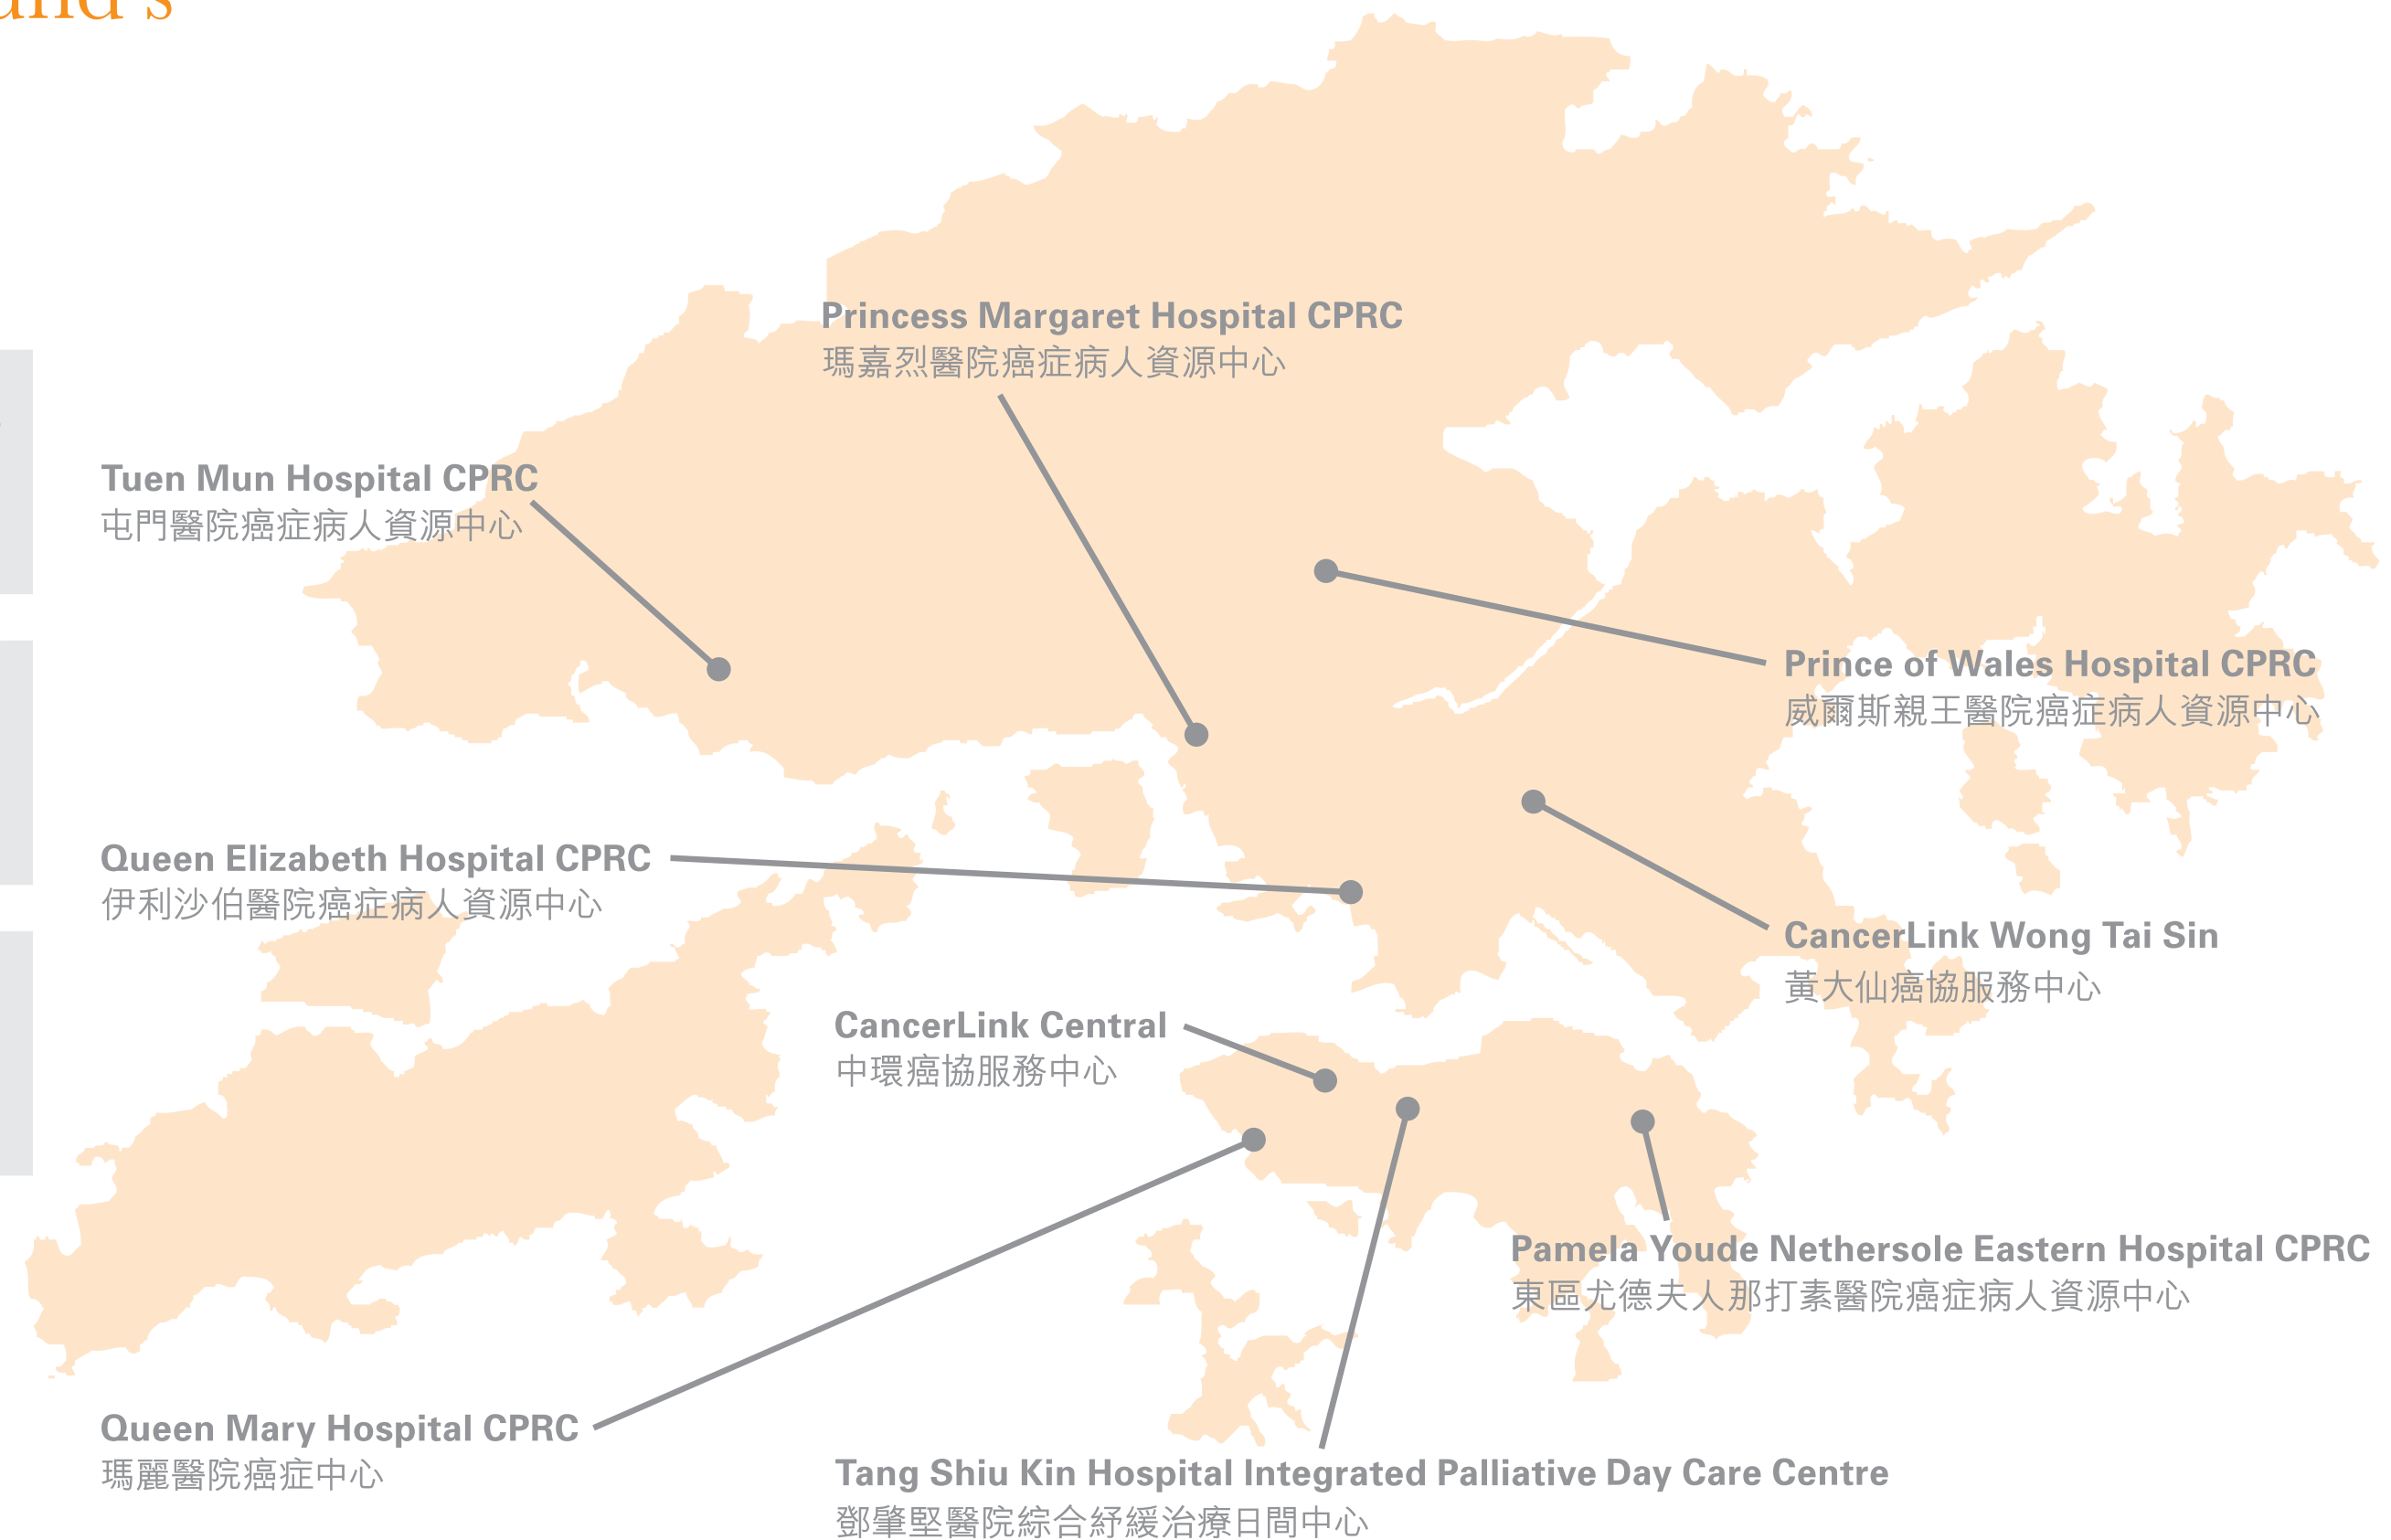 Princess Margaret Hospital CPRC
瑪嘉烈醫院癌症病人資源中心
Tuen Mun Hospital CPRC
屯門醫院癌症病人資源中心
Prince of Wales Hospital CPRC
威爾斯親王醫院癌症病人資源中心
Queen Elizabeth Hospital CPRC
伊利沙伯醫院癌症病人資源中心
CancerLink Wong Tai Sin
黃大仙癌協服務中心
CancerLink Central
中環癌協服務中心
Pamela Youde Nethersole Eastern Hospital CPRC
東區尤德夫人那打素醫院癌症病人資源中心
Queen Mary Hospital CPRC
瑪麗醫院癌症中心
Tang Shiu Kin Hospital Integrated Palliative Day Care Centre
鄧肇堅醫院綜合紓緩治療日間中心